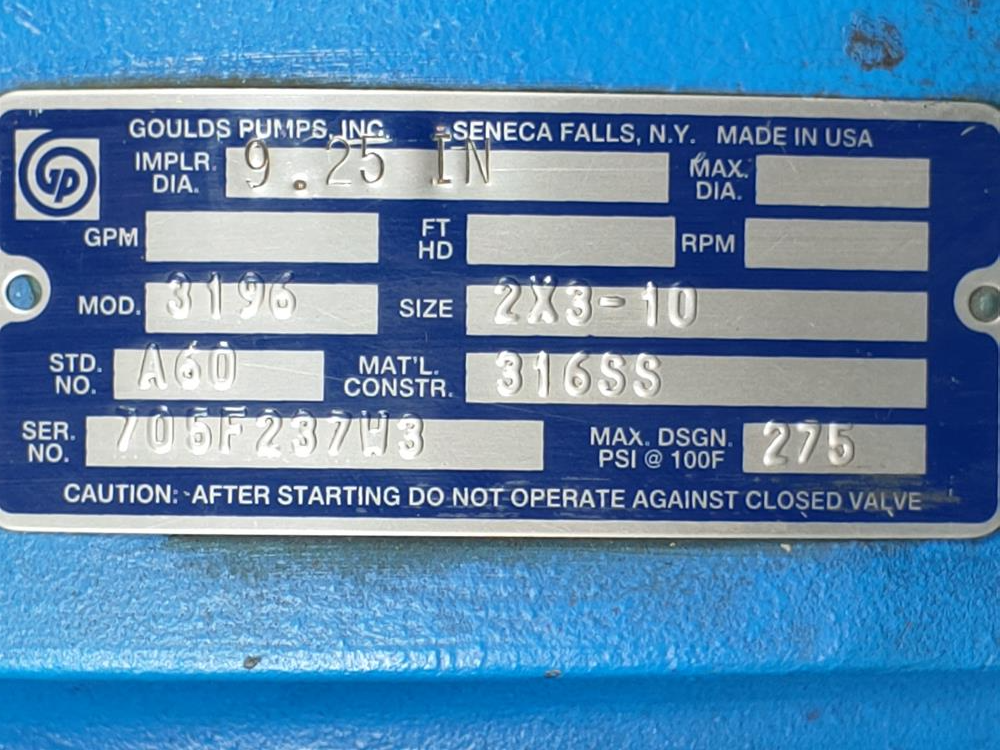 GOULDS PUMPS, INC. SENECA FALLS, N.Y. MADE IN USA
GP
IMPLR. DIA. 9.25 IN MAX. DIA.
GPM FT HD RPM
MOD. 3196 SIZE 2X3-10
STD. NO. A60 MAT'L. CONSTR. 316SS
SER. NO. 705F237W3 MAX. DSGN. PSI @ 100F 275
CAUTION: AFTER STARTING DO NOT OPERATE AGAINST CLOSED VALVE